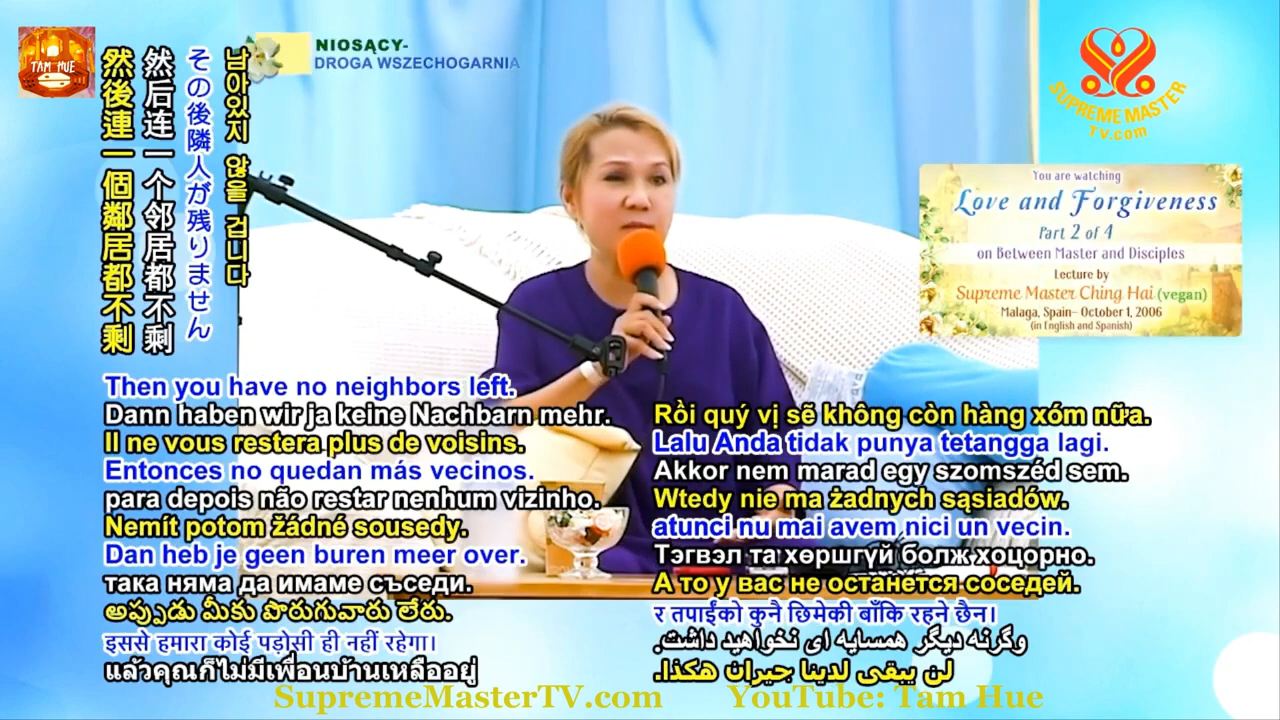 TAM HUE
NIOSĄCY-
DROGA WSZECHOGARNIA
SUPREME MASTER
TV.com
You are watching
Love and Forgiveness
Part 2 of 4
on Between Master and Disciples
Lecture by
Supreme Master Ching Hai (vegan)
Malaga, Spain– October 1, 2006
(in English and Spanish)
남아있지 않을 겁니다
その後隣人が残りません
然后连一个邻居都不剩
然後連一個鄰居都不剩
Then you have no neighbors left.
Dann haben wir ja keine Nachbarn mehr.
Il ne vous restera plus de voisins.
Entonces no quedan más vecinos.
para depois não restar nenhum vizinho.
Nemít potom žádné sousedy.
Dan heb je geen buren meer over.
така няма да имаме съседи.
అప్పుడు మీకు పొరుగువారు లేరు.
इससे हमारा कोई पड़ोसी ही नहीं रहेगा।
แล้วคุณก็ไม่มีเพื่อนบ้านเหลืออยู่
Rồi quý vị sẽ không còn hàng xóm nữa.
Lalu Anda tidak punya tetangga lagi.
Akkor nem marad egy szomszéd sem.
Wtedy nie ma żadnych sąsiadów.
atunci nu mai avem nici un vecin.
Тэгвэл та хөршгүй болж хоцорно.
А то у вас не останется соседей.
र तपाईंको कुनै छिमेकी बाँकि रहने छैन।
وگرنه دیگر همسایه ای نخواهید داشت.
لن يبقى لدينا جيران هكذا.
SupremeMasterTV.com
YouTube: Tam Hue